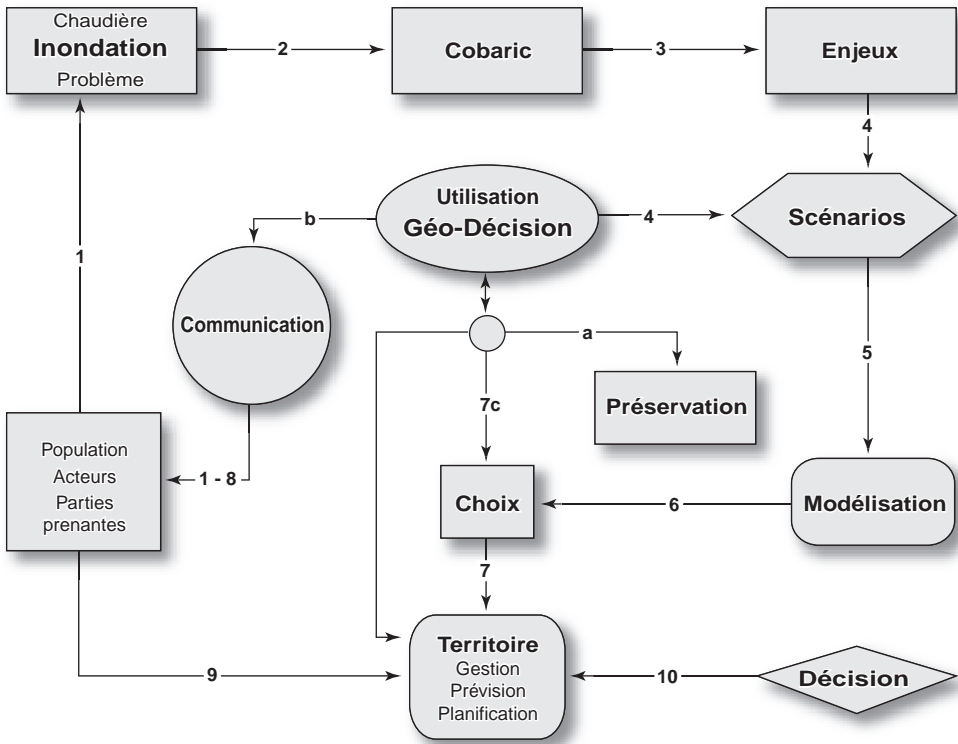 Chaudière
Inondation
Problème
2
Cobaric
3
Enjeux
4
Utilisation
Géo-Décision
b
4
Scénarios
1
Communication
a
5
7c
Préservation
Population
Acteurs
Parties
prenantes
1 - 8
Choix
6
Modélisation
7
Territoire
Gestion
Prévision
Planification
9
10
Décision